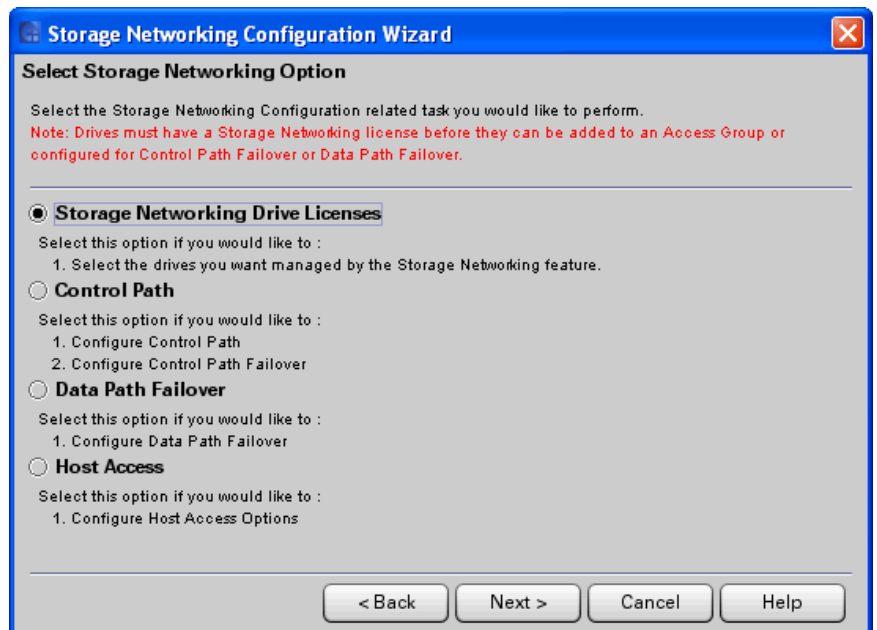 Storage Networking Configuration Wizard
Select Storage Networking Option
Select the Storage Networking Configuration related task you would like to perform.
Note: Drives must have a Storage Networking license before they can be added to an Access Group or
configured for Control Path Failover or Data Path Failover.
Storage Networking Drive Licenses
Select this option if you would like to :
1. Select the drives you want managed by the Storage Networking feature.
Control Path
Select this option if you would like to :
1. Configure Control Path
2. Configure Control Path Failover
Data Path Failover
Select this option if you would like to :
1. Configure Data Path Failover
Host Access
Select this option if you would like to :
1. Configure Host Access Options
< Back Next > Cancel Help